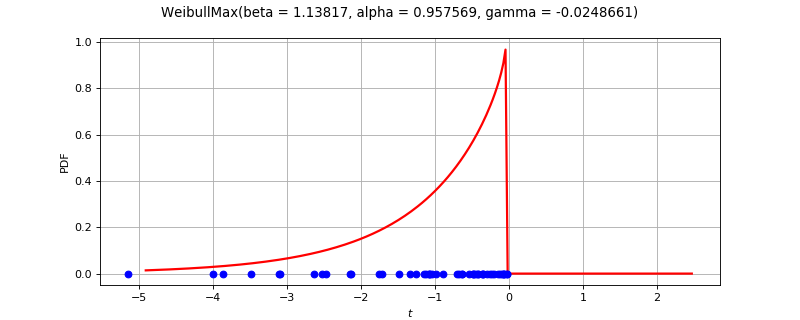 WeibullMax(beta = 1.13817, alpha = 0.957569, gamma = -0.0248661)
1.0
0.8
0.6
0.4
0.2
0.0
PDF
−5 −4 −3 −2 −1 0 1 2
t